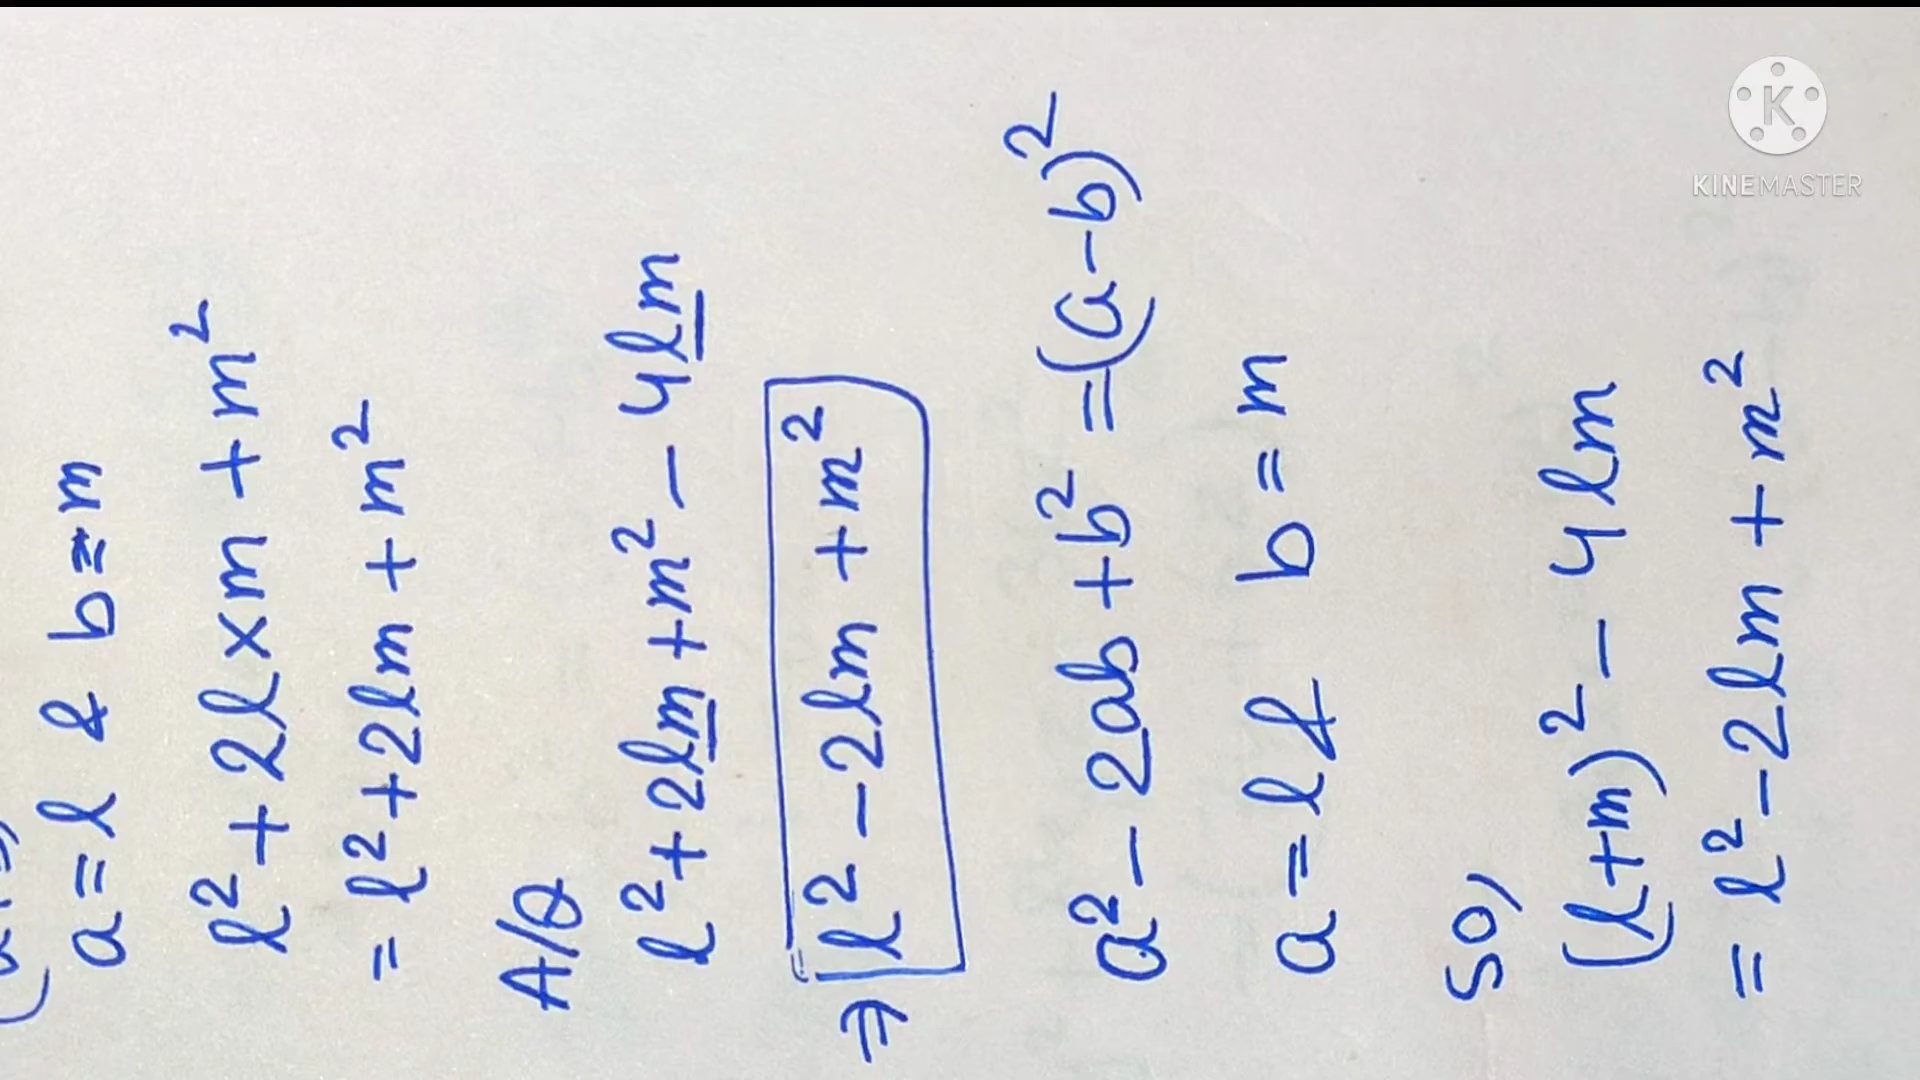 a = l & b = m
l² + 2l × m + m²
= l² + 2lm + m²
A/Q
l² + 2lm + m² - 4lm
⇒ l² - 2lm + m²
a² - 2ab + b² = (a-b)²
a = l b = m
so,
(l+m)² - 4lm
= l² - 2lm + m²
KINEMASTER